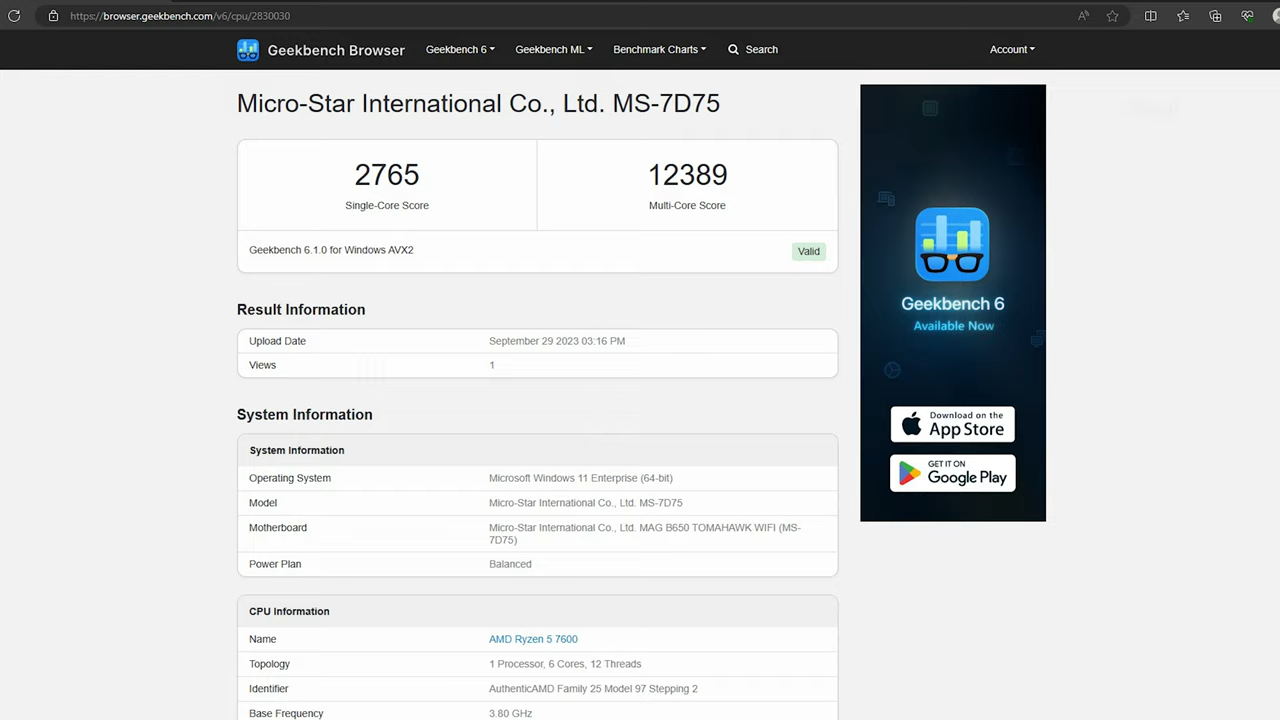 https://browser.geekbench.com/v6/cpu/2830030
Geekbench Browser Geekbench 6 Geekbench ML Benchmark Charts Search Account
Micro-Star International Co., Ltd. MS-7D75
2765 12389
Single-Core Score Multi-Core Score
Geekbench 6.1.0 for Windows AVX2 Valid
Result Information
Upload Date September 29 2023 03:16 PM
Views 1
System Information
System Information
Operating System Microsoft Windows 11 Enterprise (64-bit)
Model Micro-Star International Co., Ltd. MS-7D75
Motherboard Micro-Star International Co., Ltd. MAG B650 TOMAHAWK WIFI (MS-
7D75)
Power Plan Balanced
CPU Information
Name AMD Ryzen 5 7600
Topology 1 Processor, 6 Cores, 12 Threads
Identifier AuthenticAMD Family 25 Model 97 Stepping 2
Base Frequency 3.80 GHz
Geekbench 6
Available Now
Download on the
App Store
GET IT ON
Google Play